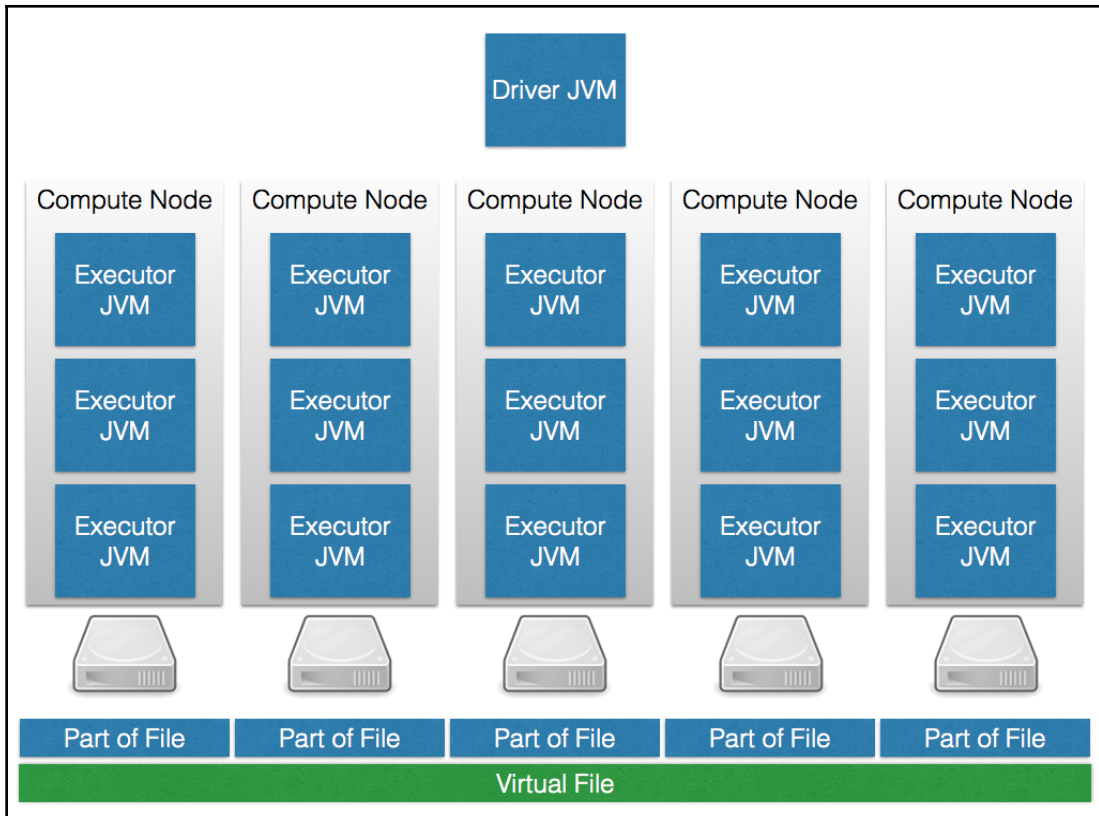 Driver JVM
Compute Node
Compute Node
Compute Node
Compute Node
Compute Node
Executor
JVM
Executor
JVM
Executor
JVM
Executor
JVM
Executor
JVM
Executor
JVM
Executor
JVM
Executor
JVM
Executor
JVM
Executor
JVM
Executor
JVM
Executor
JVM
Executor
JVM
Executor
JVM
Executor
JVM
Part of File
Part of File
Part of File
Part of File
Part of File
Virtual File